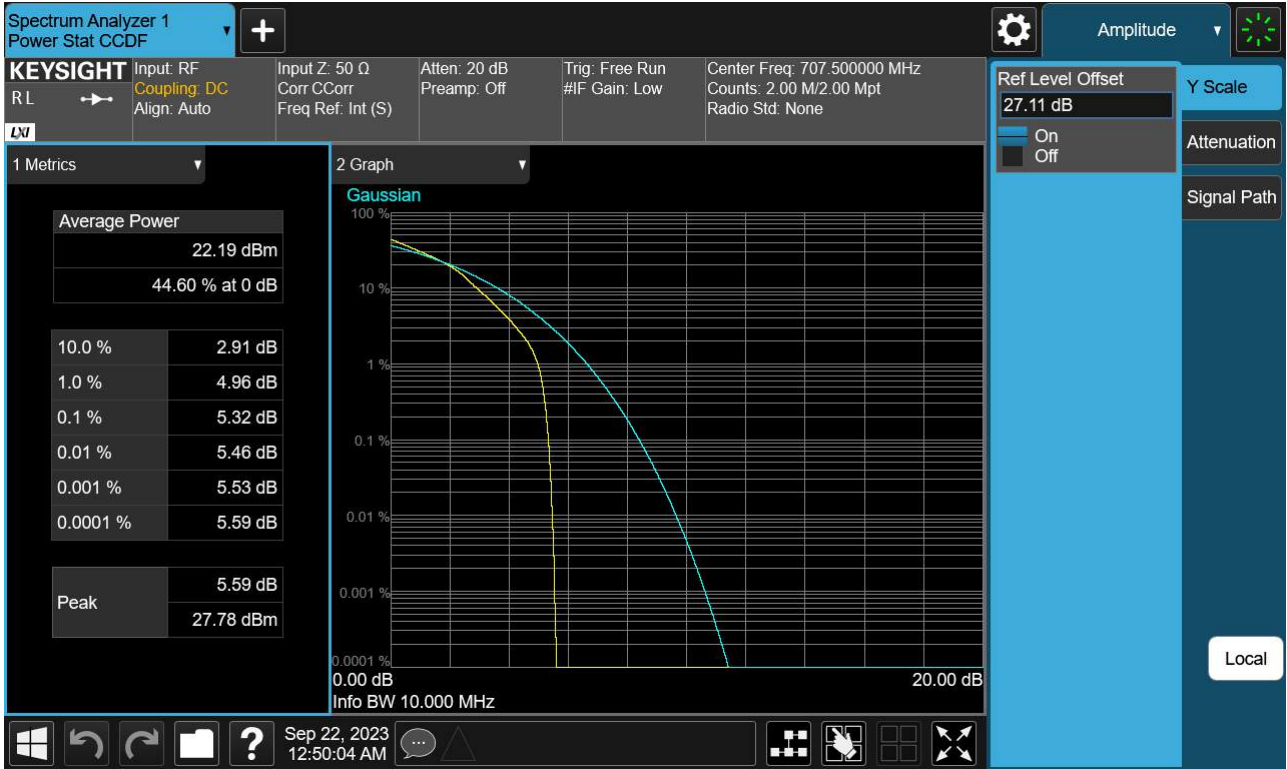 Spectrum Analyzer 1
Power Stat CCDF
Amplitude
KEYSIGHT
R L
LXI
Input: RF
Coupling: DC
Align: Auto
Input Z: 50 Ω
Corr CCorr
Freq Ref: Int (S)
Atten: 20 dB
Preamp: Off
Trig: Free Run
#IF Gain: Low
Center Freq: 707.500000 MHz
Counts: 2.00 M/2.00 Mpt
Radio Std: None
Ref Level Offset
27.11 dB
On
Off
Y Scale
Attenuation
Signal Path
1 Metrics
Average Power
22.19 dBm
44.60 % at 0 dB
10.0 % 2.91 dB
1.0 % 4.96 dB
0.1 % 5.32 dB
0.01 % 5.46 dB
0.001 % 5.53 dB
0.0001 % 5.59 dB
Peak
5.59 dB
27.78 dBm
2 Graph
Gaussian
100 %
10 %
1 %
0.1 %
0.01 %
0.001 %
0.0001 %
0.00 dB 20.00 dB
Info BW 10.000 MHz
Local
?
Sep 22, 2023
12:50:04 AM